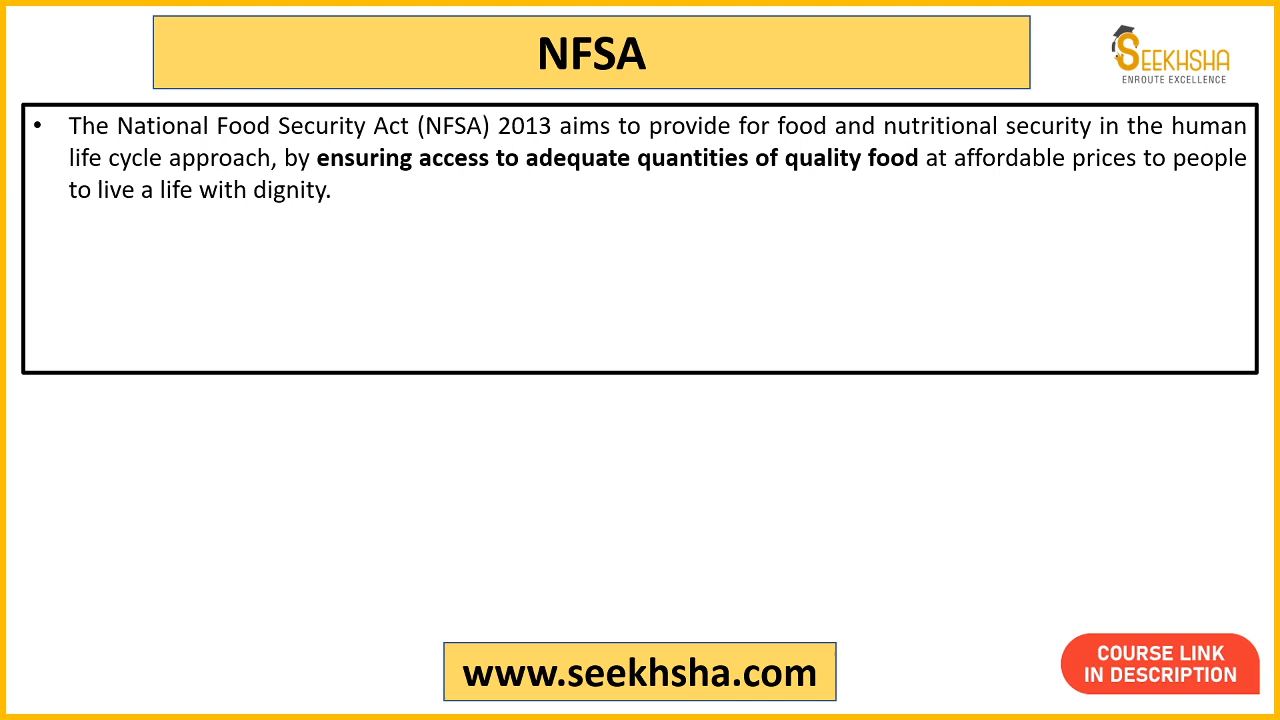 NFSA
SEEKHSHA
ENROUTE EXCELLENCE
• The National Food Security Act (NFSA) 2013 aims to provide for food and nutritional security in the human
life cycle approach, by ensuring access to adequate quantities of quality food at affordable prices to people
to live a life with dignity.
www.seekhsha.com
COURSE LINK
IN DESCRIPTION